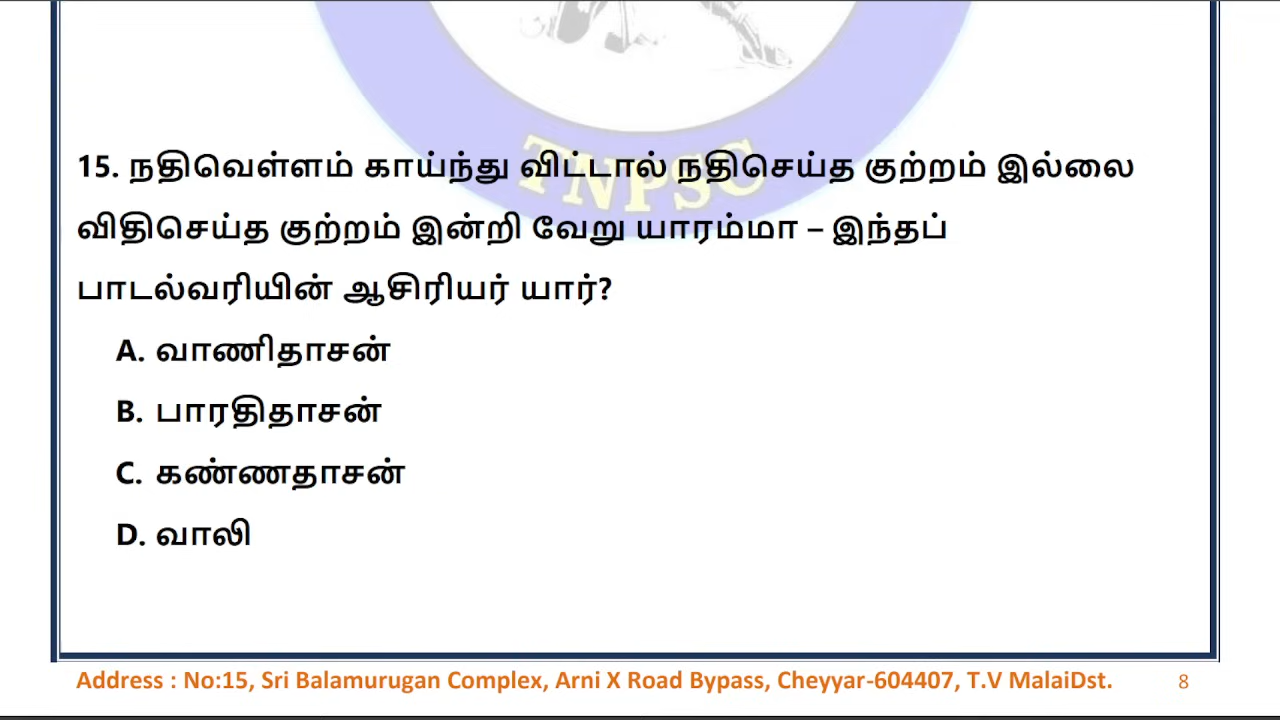 TNPSC
15. நதிவெள்ளம் காய்ந்து விட்டால் நதிசெய்த குற்றம் இல்லை
விதிசெய்த குற்றம் இன்றி வேறு யாரம்மா – இந்தப்
பாடல்வரியின் ஆசிரியர் யார்?
A. வாணிதாசன்
B. பாரதிதாசன்
C. கண்ணதாசன்
D. வாலி
Address : No:15, Sri Balamurugan Complex, Arni X Road Bypass, Cheyyar-604407, T.V MalaiDst. 8